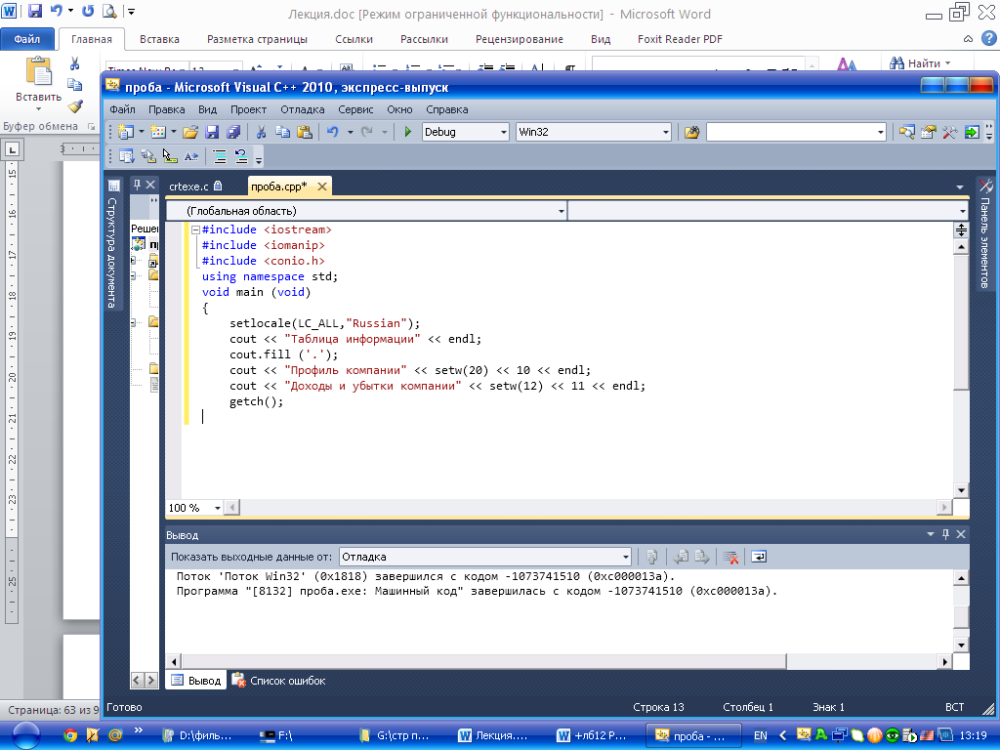 Лекция.doc [Режим ограниченной функциональности] - Microsoft Word
Файл Главная Вставка Разметка страницы Ссылки Рассылки Рецензирование Вид Foxit Reader PDF
Вставить
Найти
Буфер обмена
проба - Microsoft Visual C++ 2010, экспресс-выпуск
Файл Правка Вид Проект Отладка Сервис Окно Справка
Debug Win32
crtexe.c проба.cpp*
Структура документа
Панель элементов
(Глобальная область)
#include <iostream>
#include <iomanip>
#include <conio.h>
using namespace std;
void main (void)
{
setlocale(LC_ALL,"Russian");
cout << "Таблица информации" << endl;
cout.fill ('.');
cout << "Профиль компании" << setw(20) << 10 << endl;
cout << "Доходы и убытки компании" << setw(12) << 11 << endl;
getch();
100 %
Вывод
Показать выходные данные от: Отладка
Поток 'Поток Win32' (0x1818) завершился с кодом -1073741510 (0xc000013a).
Программа "[8132] проба.exe: Машинный код" завершилась с кодом -1073741510 (0xc000013a).
Вывод Список ошибок
Готово Строка 13 Столбец 1 Знак 1 ВСТ
Страница: 63 из 9
D:\филь... F:\ G:\стр п... Лекция.... +лб12 Р... проба - ... EN 13:19